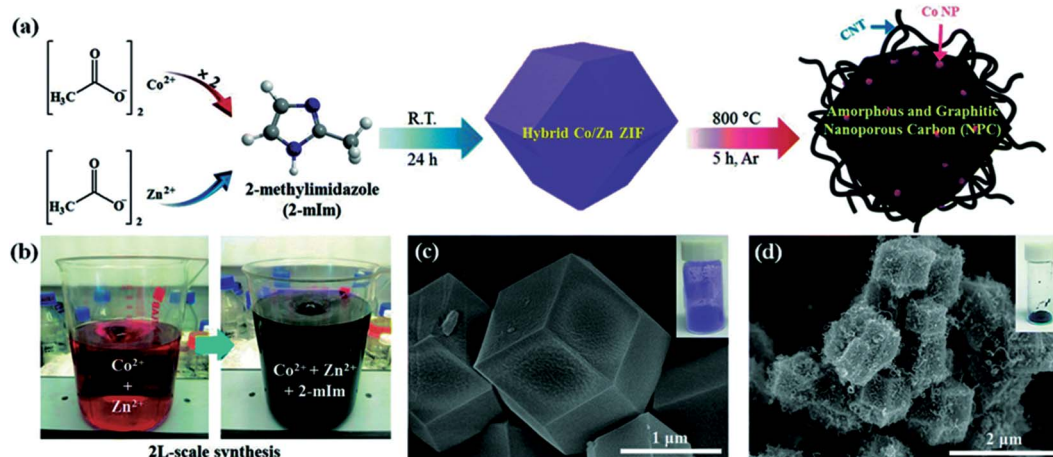 (a)
O
H₃C
O⁻
2
Co²⁺
× 2
O
H₃C
O⁻
2
Zn²⁺
2-methylimidazole
(2-mIm)
R.T.
24 h
Hybrid Co/Zn ZIF
800 °C
5 h, Ar
CNT
Co NP
Amorphous and Graphitic
Nanoporous Carbon (NPC)
(b)
Co²⁺
+
Zn²⁺
Co²⁺ + Zn²⁺
+ 2-mIm
2L-scale synthesis
(c)
1 µm
(d)
2 µm